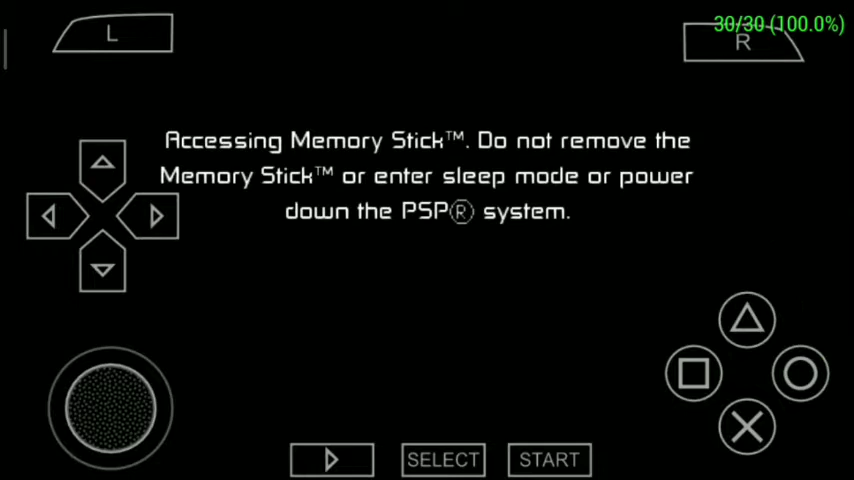 L
30/30 (100.0%)
R
Accessing Memory Stick™. Do not remove the
Memory Stick™ or enter sleep mode or power
down the PSP® system.
SELECT
START